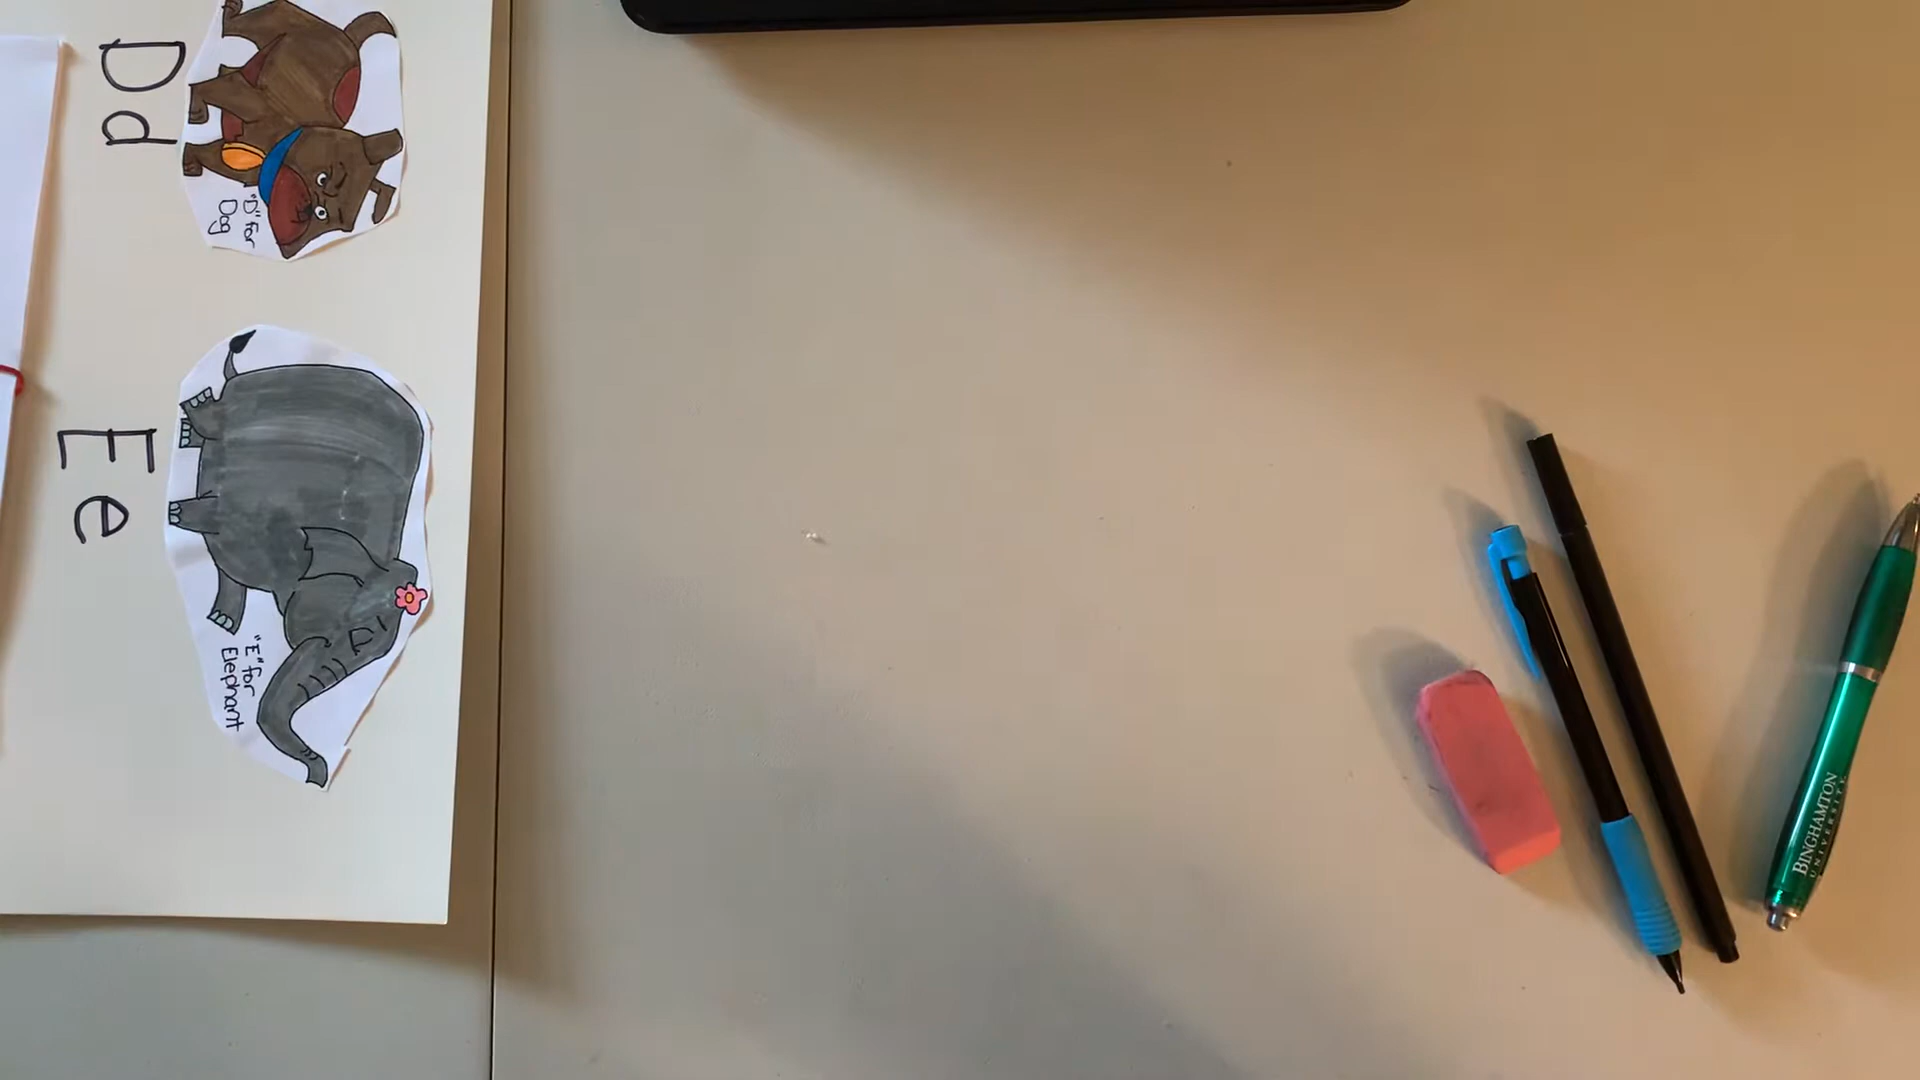 Dd
"D" for
Dog
Ee
"E" for
Elephant
BINGHAMTON
UNIVERSITY